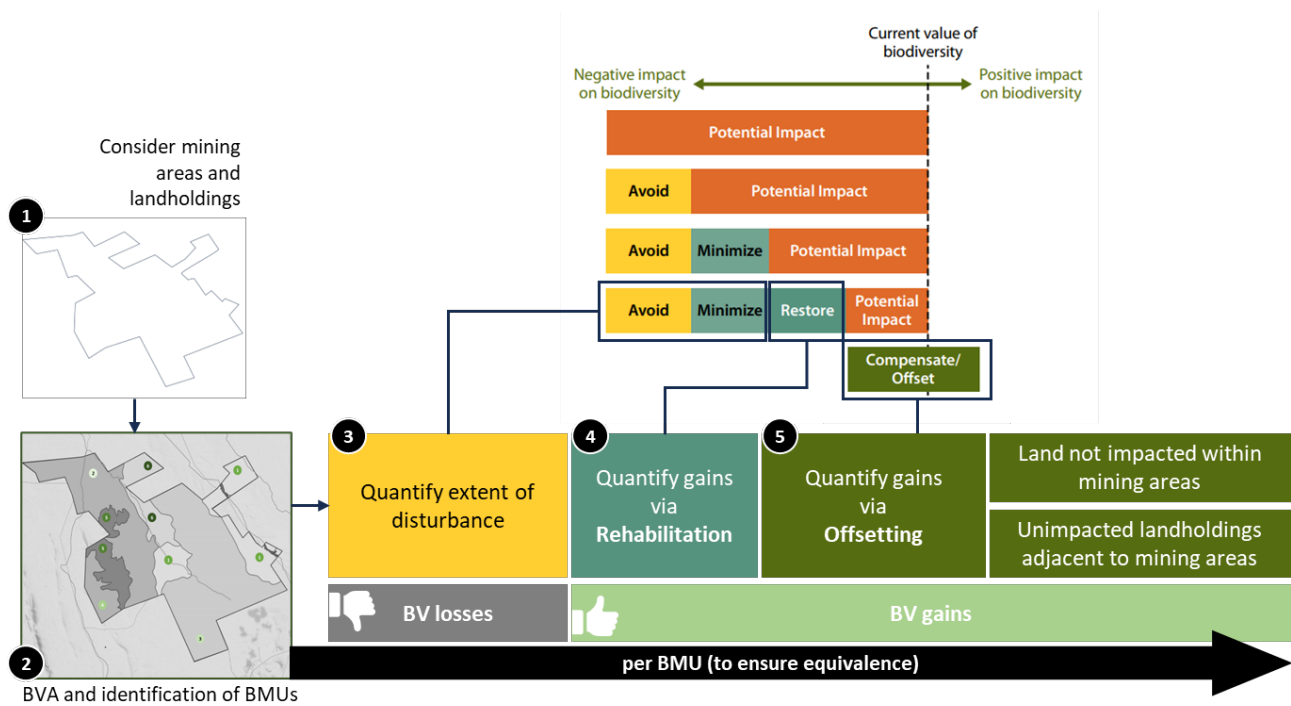 Current value of
biodiversity
Negative impact
on biodiversity
Positive impact
on biodiversity
Potential Impact
Avoid
Potential Impact
Avoid
Minimize
Potential Impact
Avoid
Minimize
Restore
Potential
Impact
Compensate/
Offset
Consider mining
areas and
landholdings
1
2
BVA and identification of BMUs
3
Quantify extent of
disturbance
4
Quantify gains
via
Rehabilitation
5
Quantify gains
via
Offsetting
Land not impacted within
mining areas
Unimpacted landholdings
adjacent to mining areas
BV losses
BV gains
per BMU (to ensure equivalence)